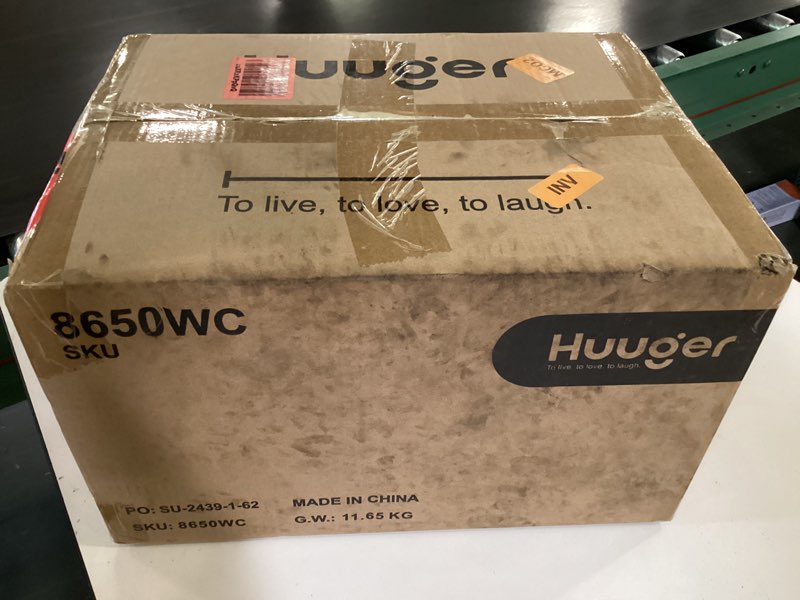 Huuger
MC02
INV
To live, to love, to laugh.
8650WC
SKU
Huuger
To live, to love, to laugh.
PO: SU-2439-1-62
SKU: 8650WC
MADE IN CHINA
G.W.: 11.65 KG